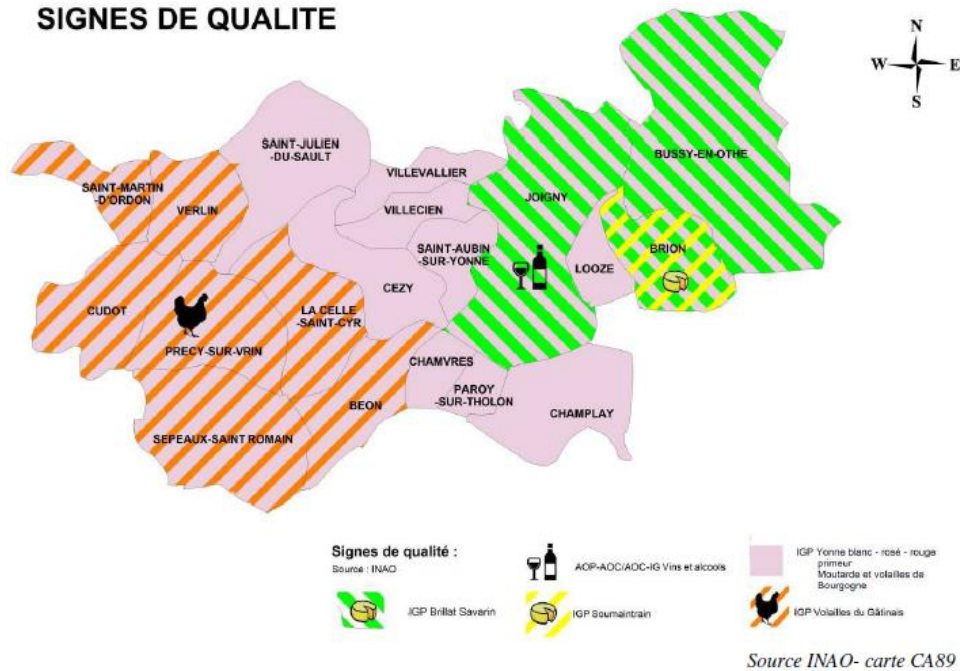 SIGNES DE QUALITE
N
W
E
S
SAINT-JULIEN
-DU-SAULT
BUSSY-EN-OTHE
VILLEVALLIER
SAINT-MARTIN
-D'ORDON
JOIGNY
VERLIN
VILLECIEN
SAINT-AUBIN
-SUR-YONNE
BRION
LOOZE
CEZY
CUDOT
LA CELLE
-SAINT-CYR
PRECY-SUR-VRIN
CHAMVRES
PAROY
-SUR-THOLON
BEON
CHAMPLAY
SEPEAUX-SAINT ROMAIN
Signes de qualité :
Source : INAO
IGP Brillat Savarin
AOP-AOC/AOC-IG Vins et alcools
IGP Soumaintrain
IGP Yonne blanc - rosé - rouge
primeur
Moutarde et volailles de
Bourgogne
IGP Volailles du Gâtinais
Source INAO- carte CA89